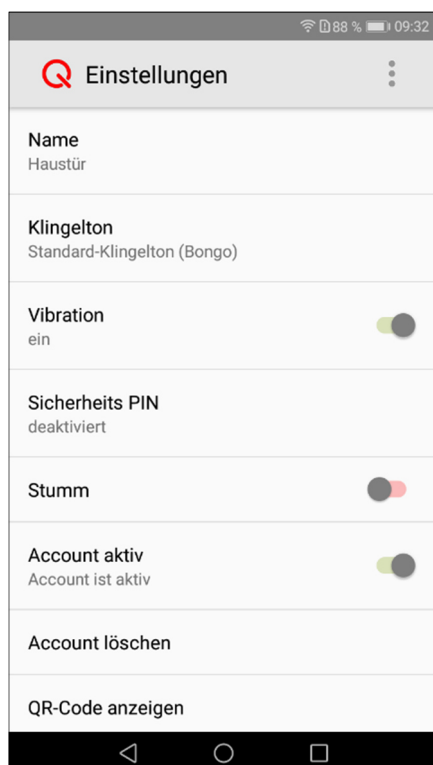 88 % 09:32
Einstellungen
Name
Haustür
Klingelton
Standard-Klingelton (Bongo)
Vibration
ein
Sicherheits PIN
deaktiviert
Stumm
Account aktiv
Account ist aktiv
Account löschen
QR-Code anzeigen